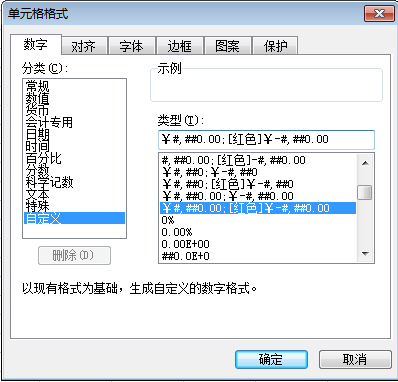 单元格格式
数字 对齐 字体 边框 图案 保护
分类(C):
常规
数值
货币
会计专用
日期
时间
百分比
分数
科学记数
文本
特殊
自定义
删除(D)
示例
类型(T):
￥#,##0.00;[红色]￥-#,##0.00
#,##0.00;[红色]-#,##0.00
￥#,##0;￥-#,##0
￥#,##0;[红色]￥-#,##0
￥#,##0.00;￥-#,##0.00
￥#,##0.00;[红色]￥-#,##0.00
0%
0.00%
0.00E+00
##0.0E+0
以现有格式为基础，生成自定义的数字格式。
确定 取消